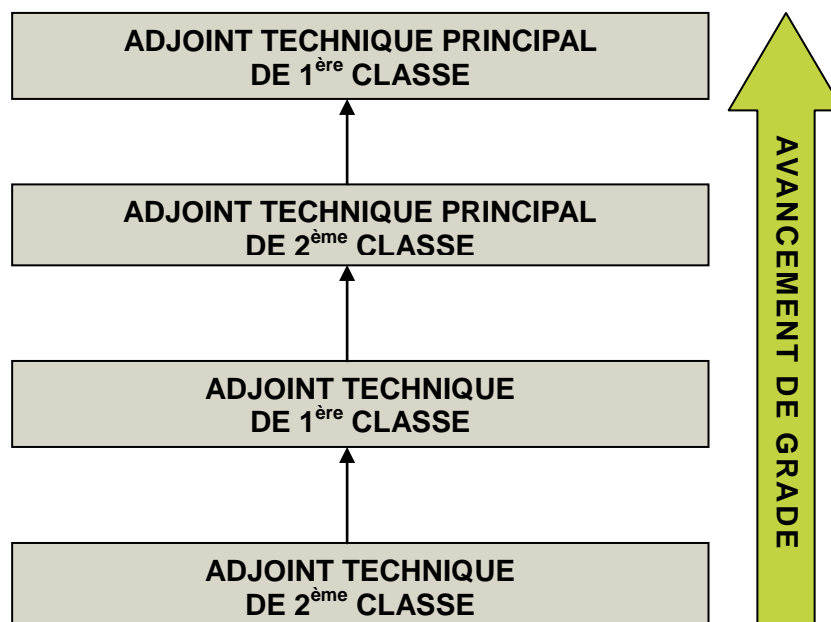 ADJOINT TECHNIQUE PRINCIPAL
DE 1ère CLASSE
ADJOINT TECHNIQUE PRINCIPAL
DE 2ème CLASSE
ADJOINT TECHNIQUE
DE 1ère CLASSE
ADJOINT TECHNIQUE
DE 2ème CLASSE
AVANCEMENT DE GRADE